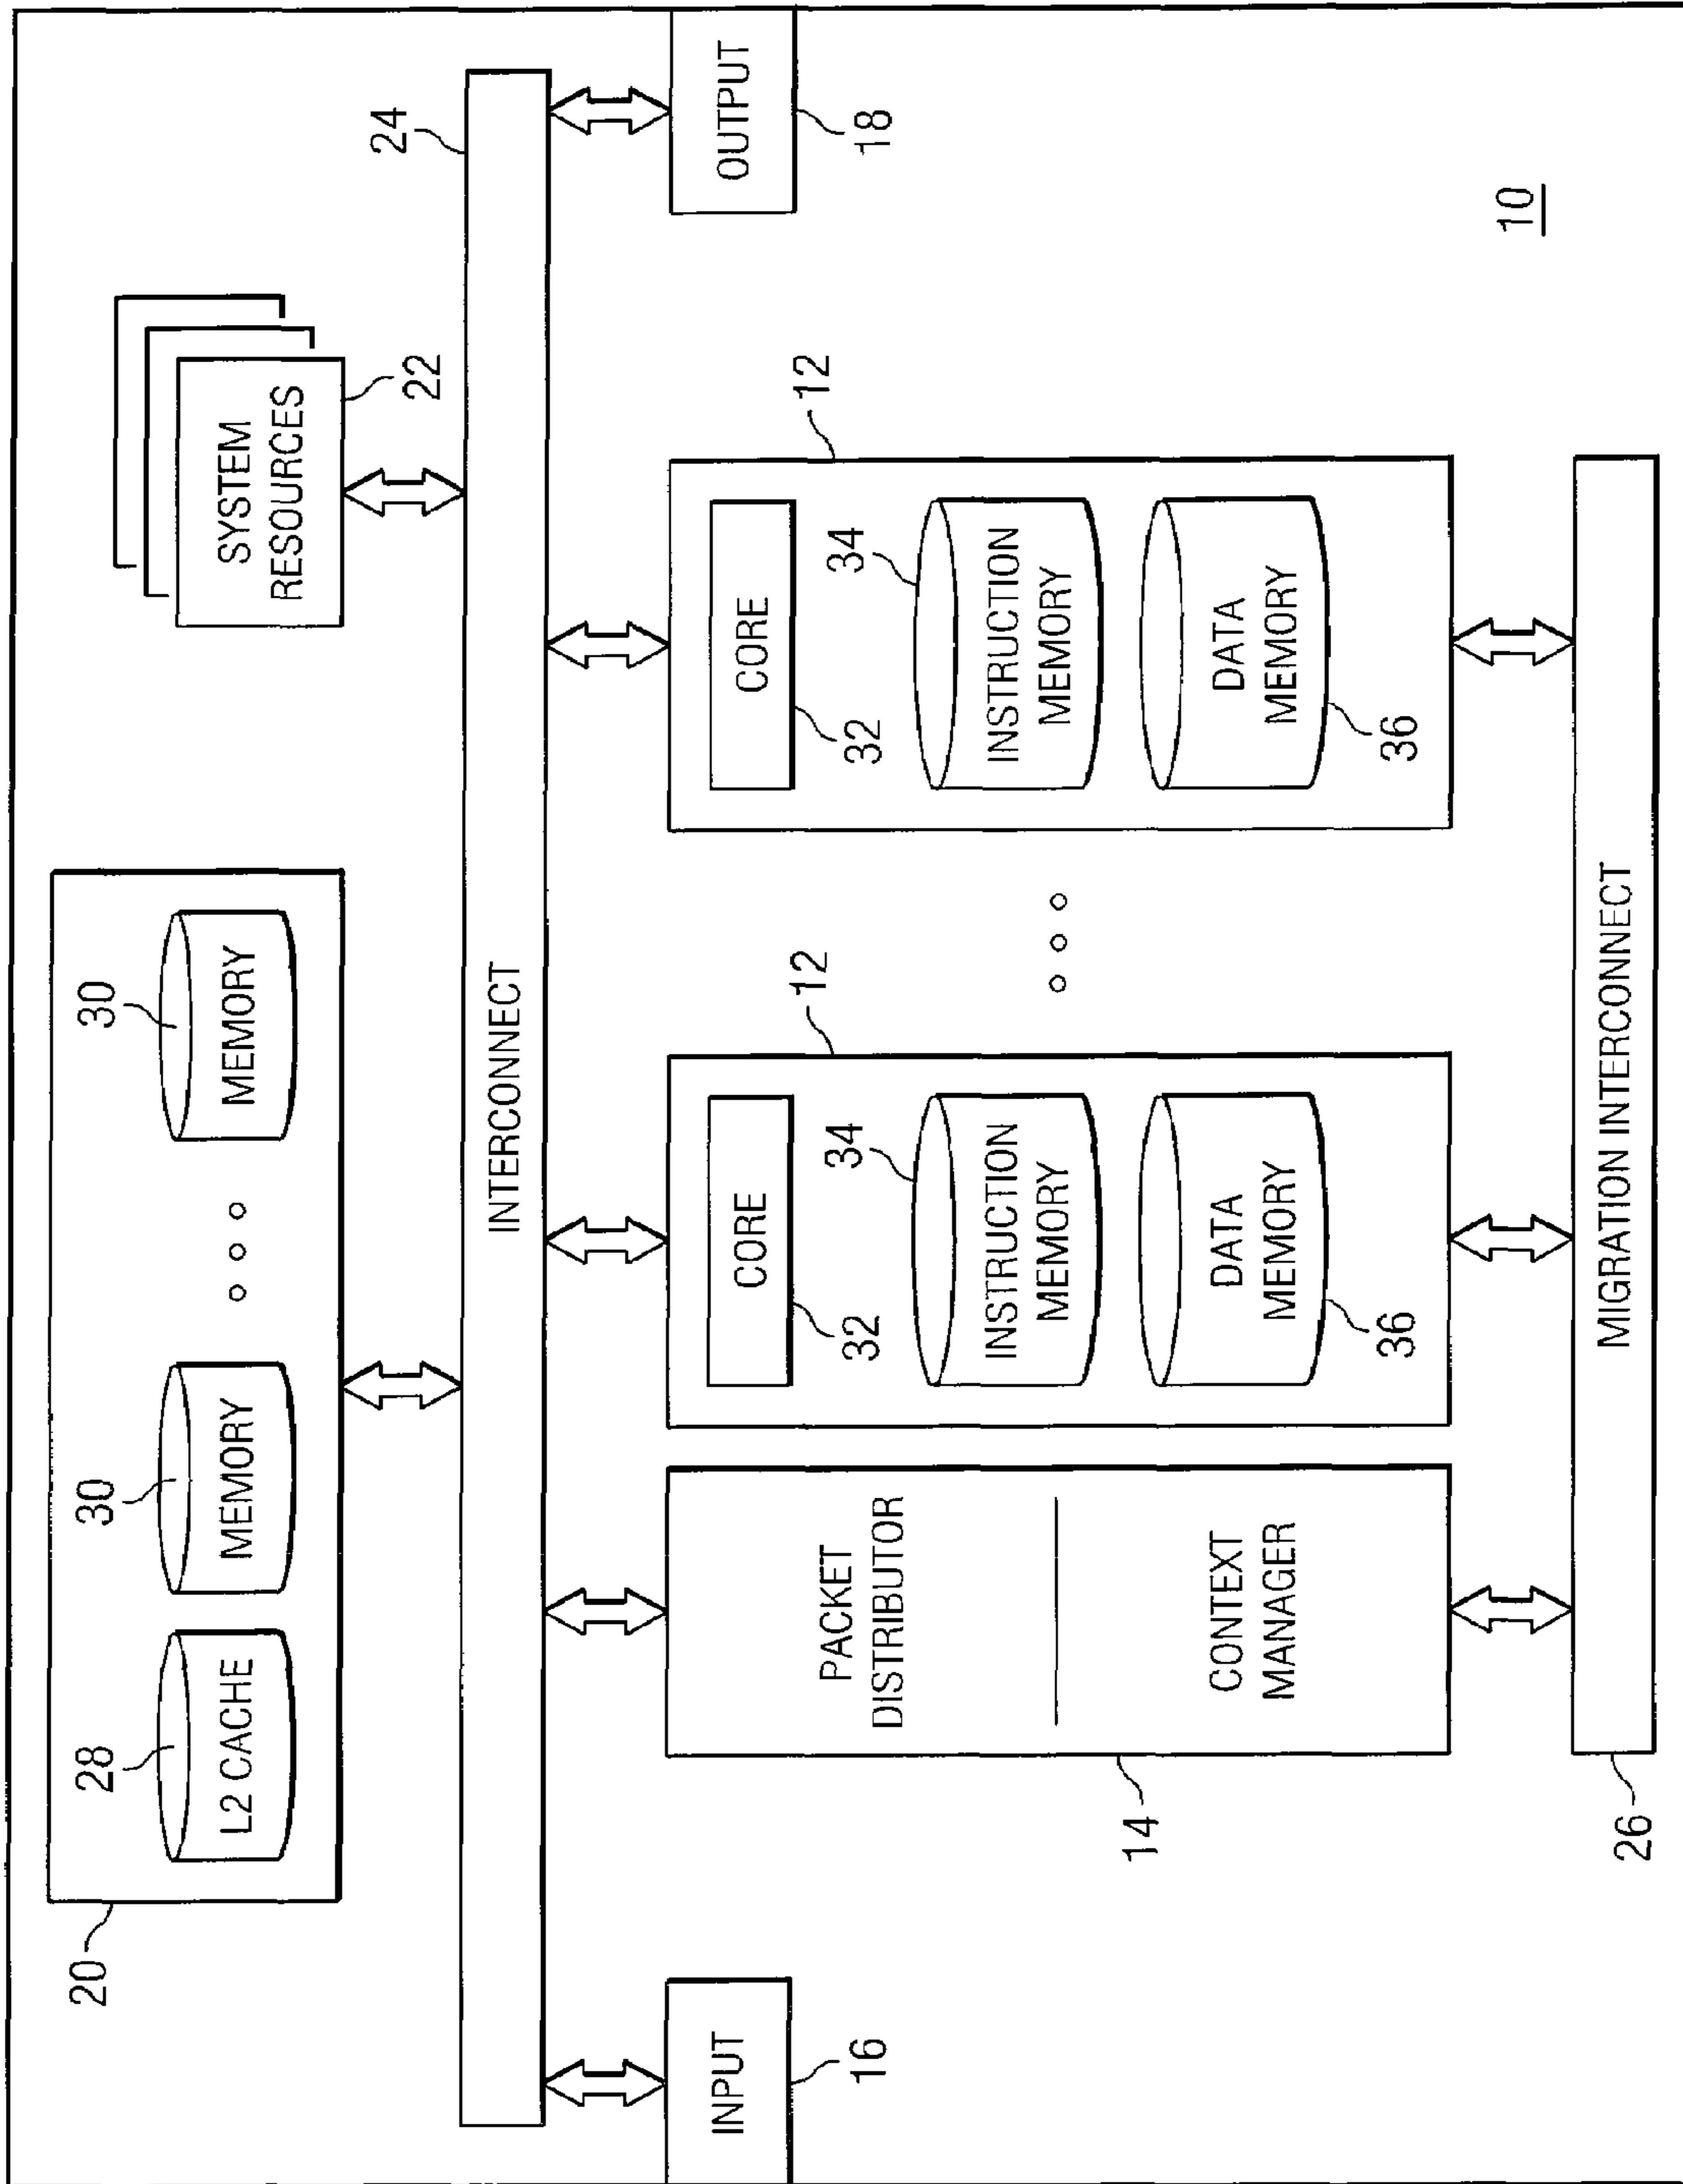 30
30
28
MEMORY
MEMORY
L2 CACHE
20
SYSTEM
RESOURCES
22
24
INTERCONNECT
INPUT
16
OUTPUT
18
PACKET
DISTRIBUTOR
CONTEXT
MANAGER
14
12
CORE
32
34
INSTRUCTION
MEMORY
DATA
MEMORY
36
12
CORE
32
34
INSTRUCTION
MEMORY
DATA
MEMORY
36
MIGRATION INTERCONNECT
26
10